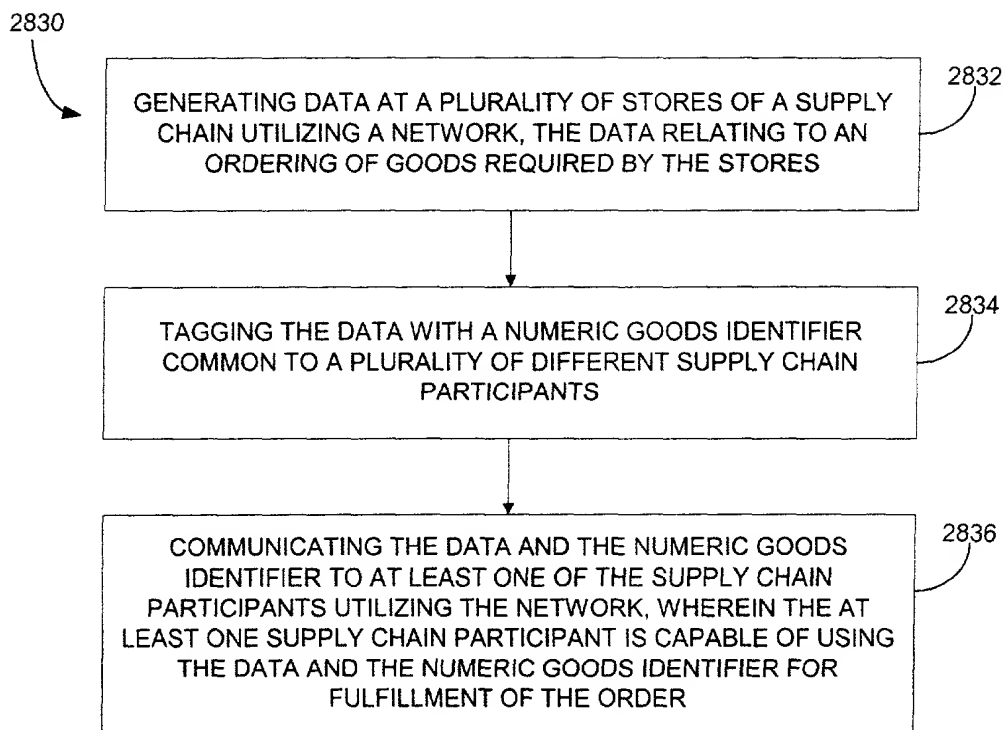 2830
2832
GENERATING DATA AT A PLURALITY OF STORES OF A SUPPLY
CHAIN UTILIZING A NETWORK, THE DATA RELATING TO AN
ORDERING OF GOODS REQUIRED BY THE STORES
2834
TAGGING THE DATA WITH A NUMERIC GOODS IDENTIFIER
COMMON TO A PLURALITY OF DIFFERENT SUPPLY CHAIN
PARTICIPANTS
2836
COMMUNICATING THE DATA AND THE NUMERIC GOODS
IDENTIFIER TO AT LEAST ONE OF THE SUPPLY CHAIN
PARTICIPANTS UTILIZING THE NETWORK, WHEREIN THE AT
LEAST ONE SUPPLY CHAIN PARTICIPANT IS CAPABLE OF USING
THE DATA AND THE NUMERIC GOODS IDENTIFIER FOR
FULFILLMENT OF THE ORDER